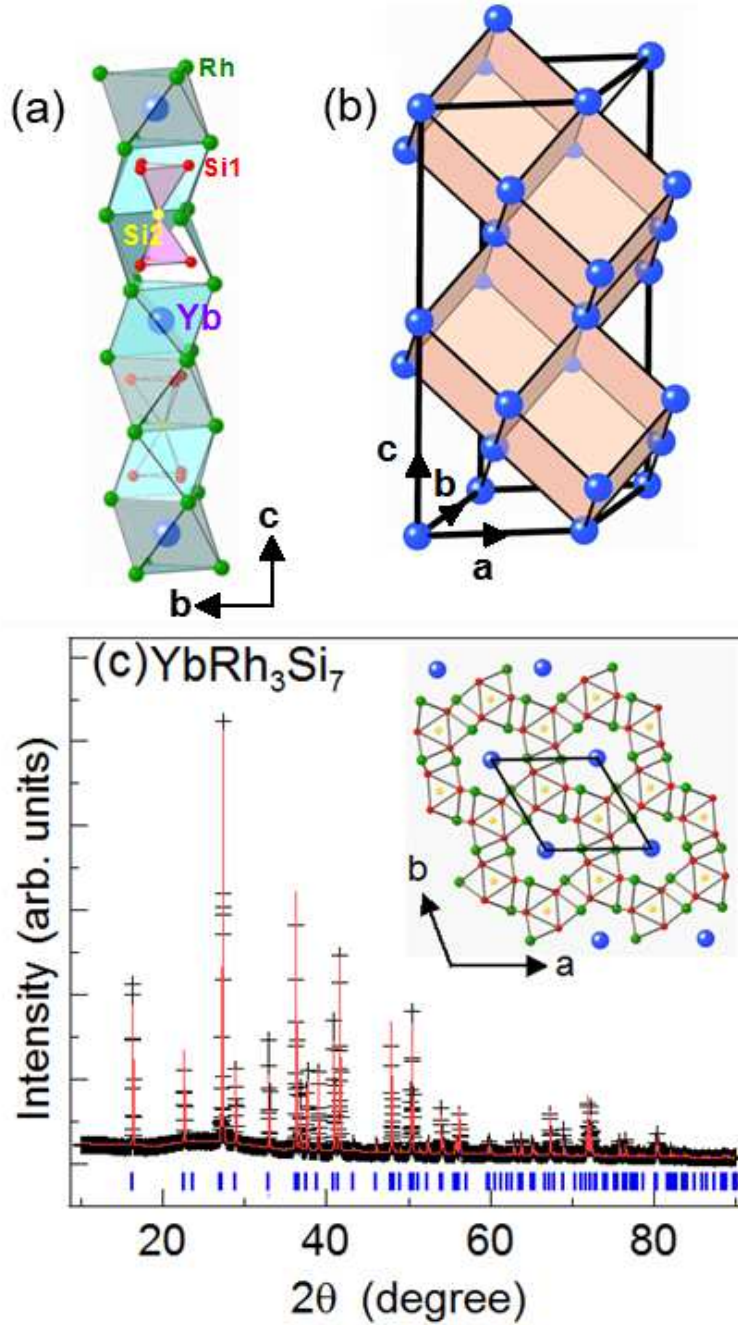 (a)
Rh
Si1
Si2
Yb
c
b
(b)
c
b
a
(c) YbRh₃Si₇
b
a
Intensity (arb. units)
20 40 60 80
2θ (degree)